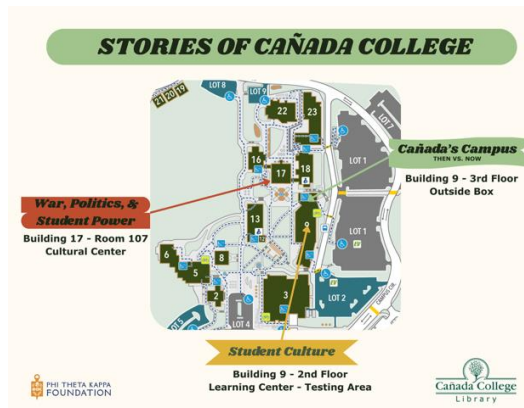 STORIES OF CAÑADA COLLEGE
LOT 8
LOT 9
21 20 19
22
23
LOT 7
16
17
18
LOT 1
Cañada's Campus
THEN VS. NOW
Building 9 - 3rd Floor
Outside Box
War, Politics, &
Student Power
Building 17 - Room 107
Cultural Center
13
9
LOT 1
6
5
8
2
3
LOT 2
LOT 4
LOT 5
Student Culture
Building 9 - 2nd Floor
Learning Center - Testing Area
PHI THETA KAPPA
FOUNDATION
Cañada College
Library